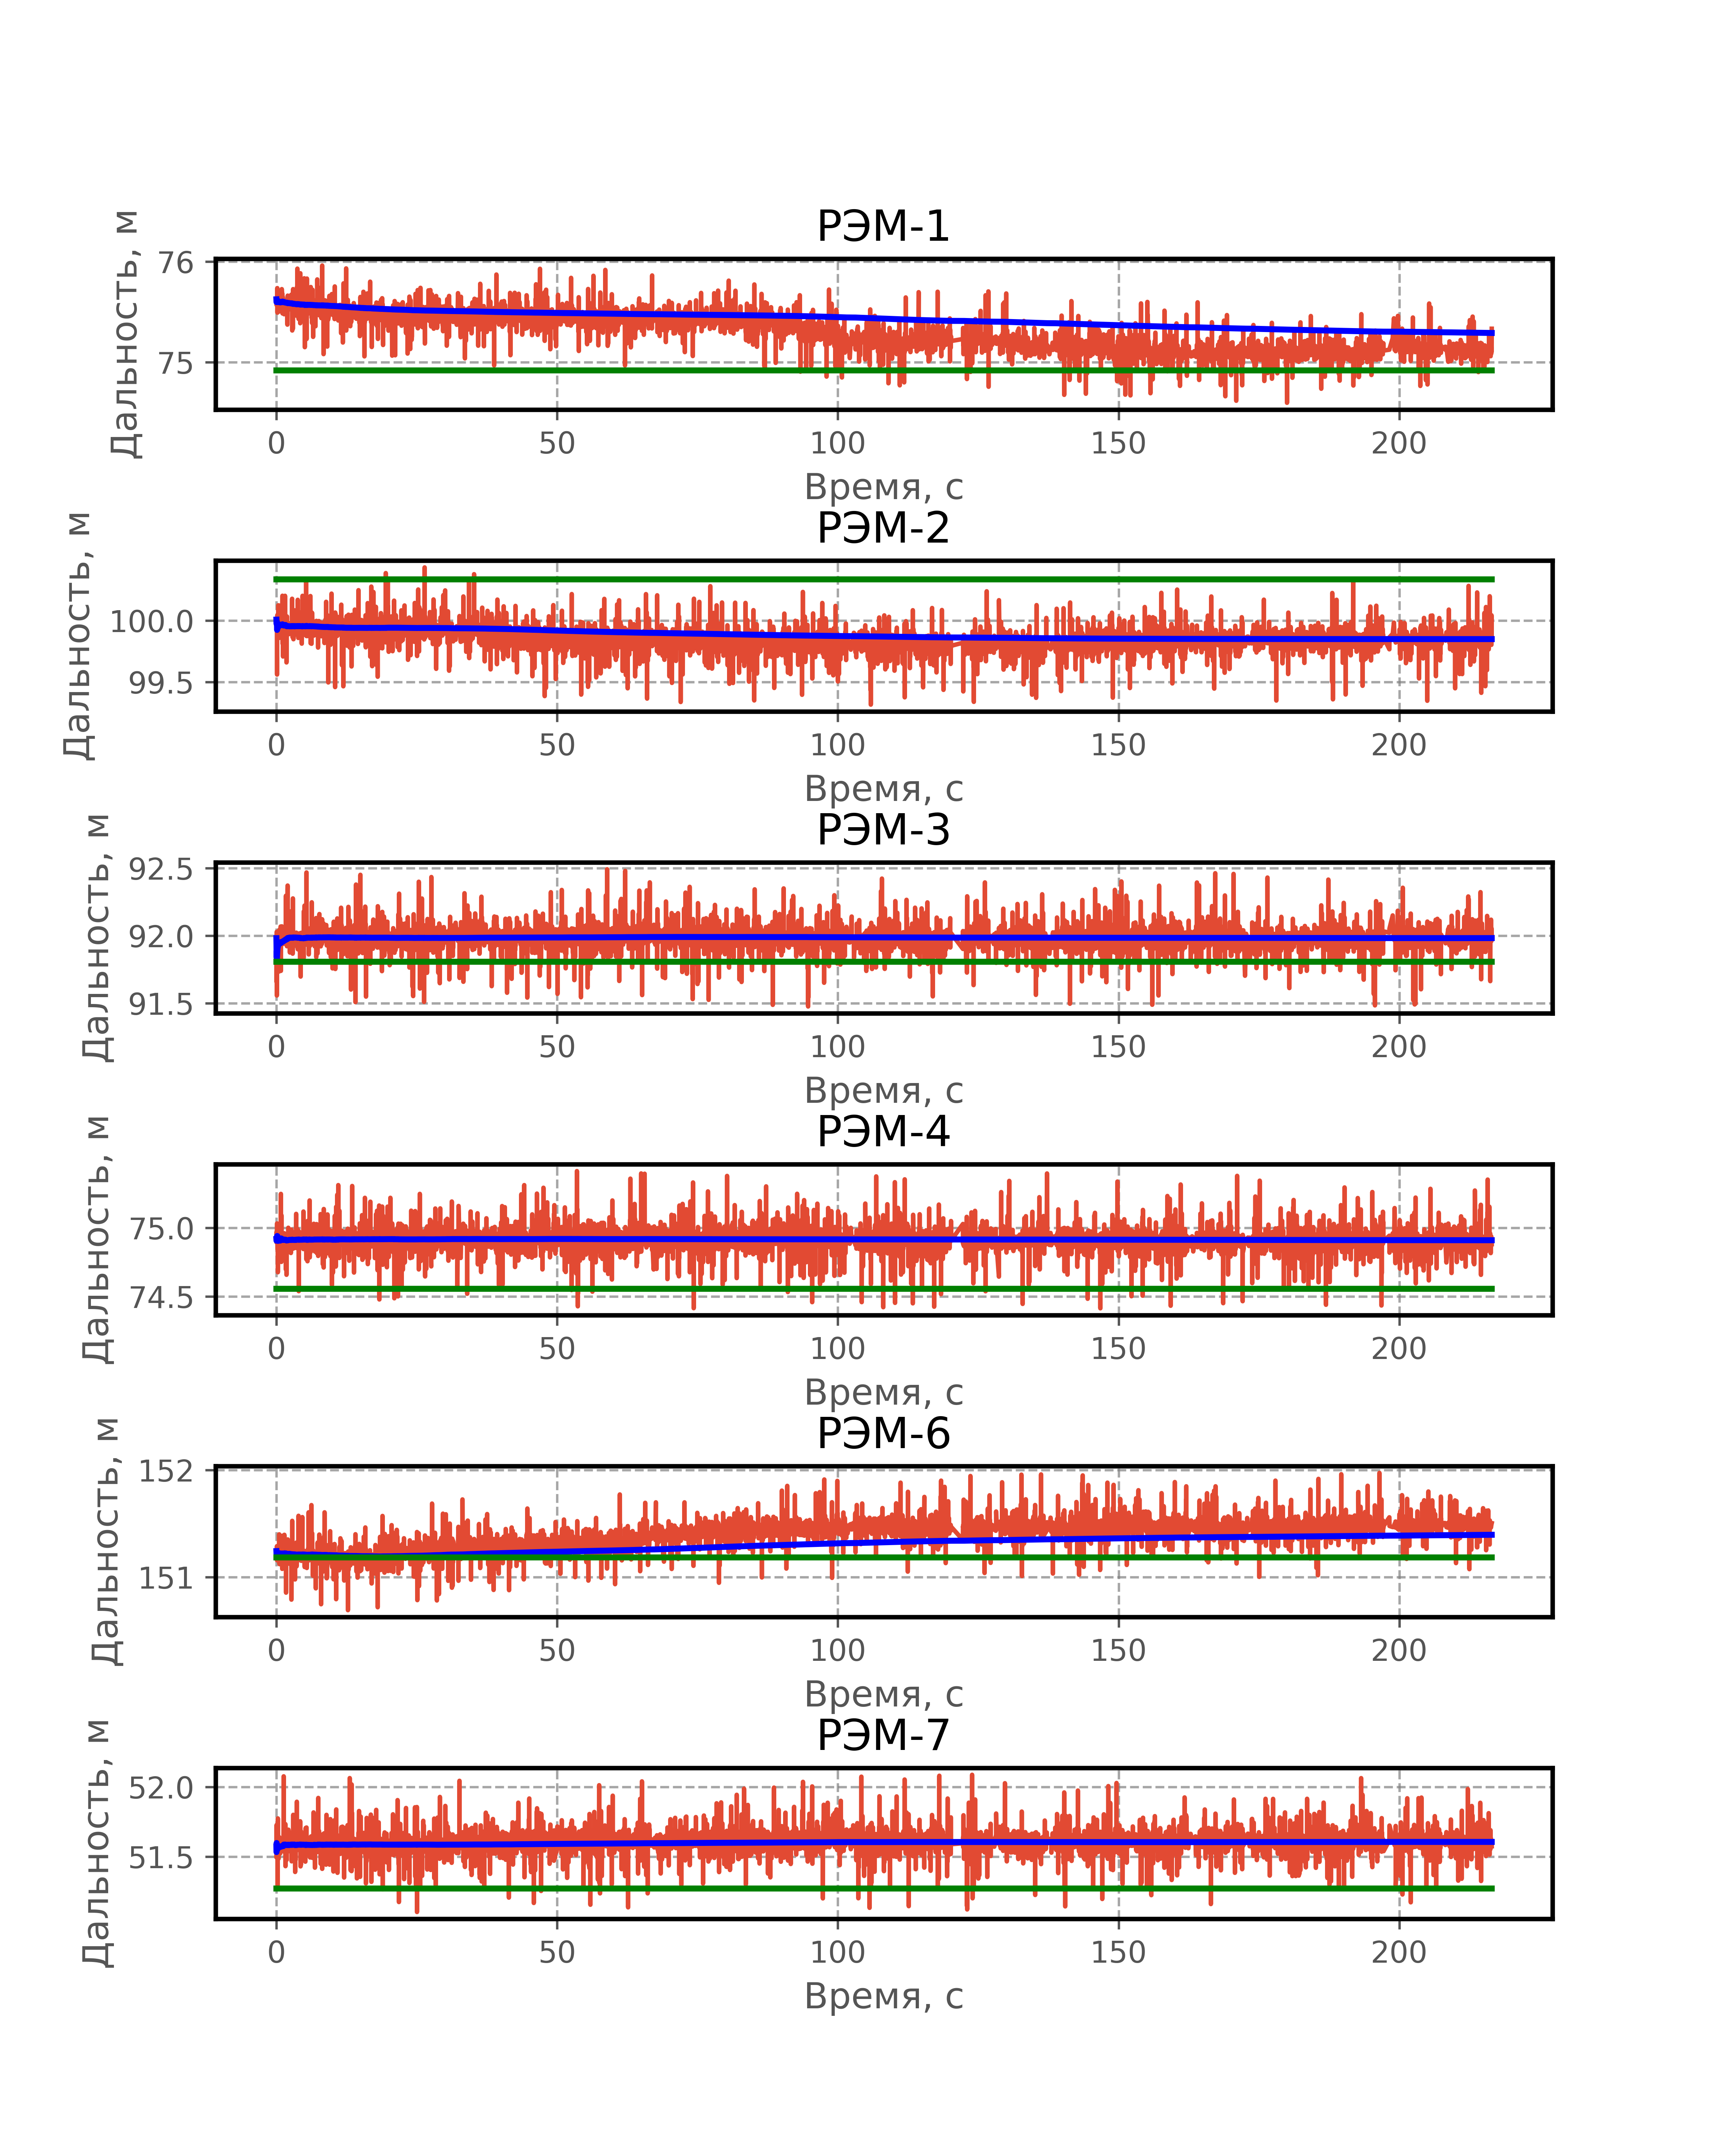 РЭМ-1
Дальность, м
76
75
0 50 100 150 200
Время, с
РЭМ-2
Дальность, м
100.0
99.5
0 50 100 150 200
Время, с
РЭМ-3
Дальность, м
92.5
92.0
91.5
0 50 100 150 200
Время, с
РЭМ-4
Дальность, м
75.0
74.5
0 50 100 150 200
Время, с
РЭМ-6
Дальность, м
152
151
0 50 100 150 200
Время, с
РЭМ-7
Дальность, м
52.0
51.5
0 50 100 150 200
Время, с